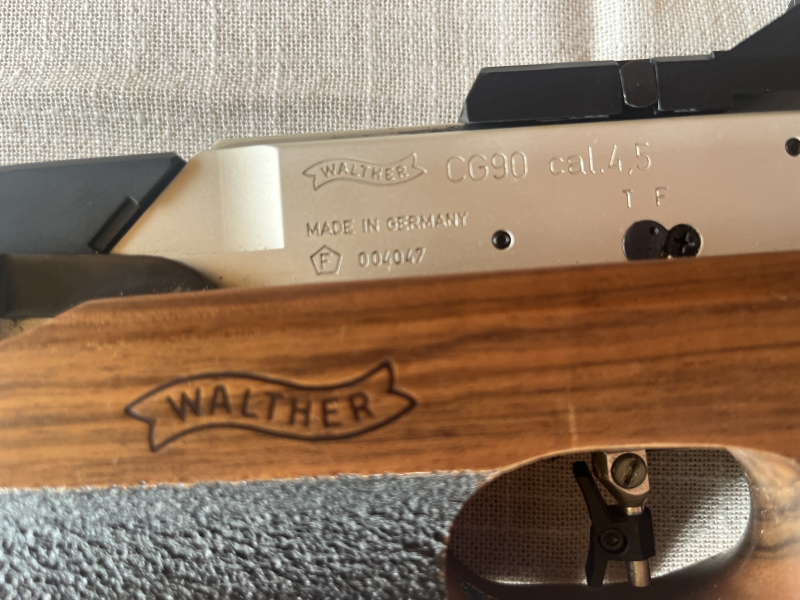 WALTHER CG90 cal.4,5
T F
MADE IN GERMANY
F 004047
WALTHER